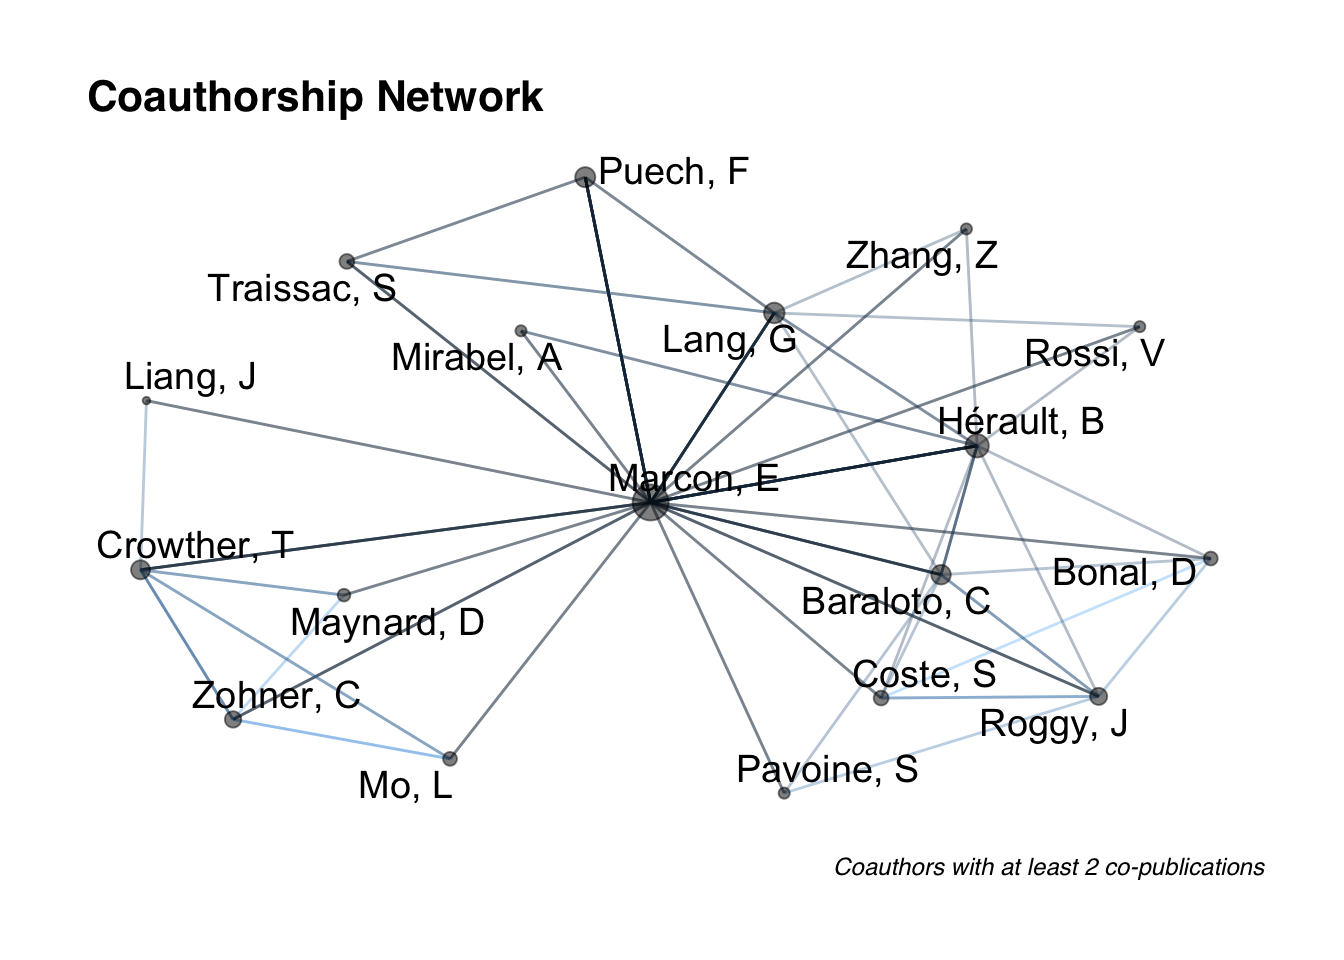 Coauthorship Network
Puech, F
Zhang, Z
Traissac, S
Lang, G
Rossi, V
Mirabel, A
Liang, J
Hérault, B
Marcon, E
Crowther, T
Bonal, D
Baraloto, C
Maynard, D
Coste, S
Zohner, C
Roggy, J
Pavoine, S
Mo, L
Coauthors with at least 2 co-publications